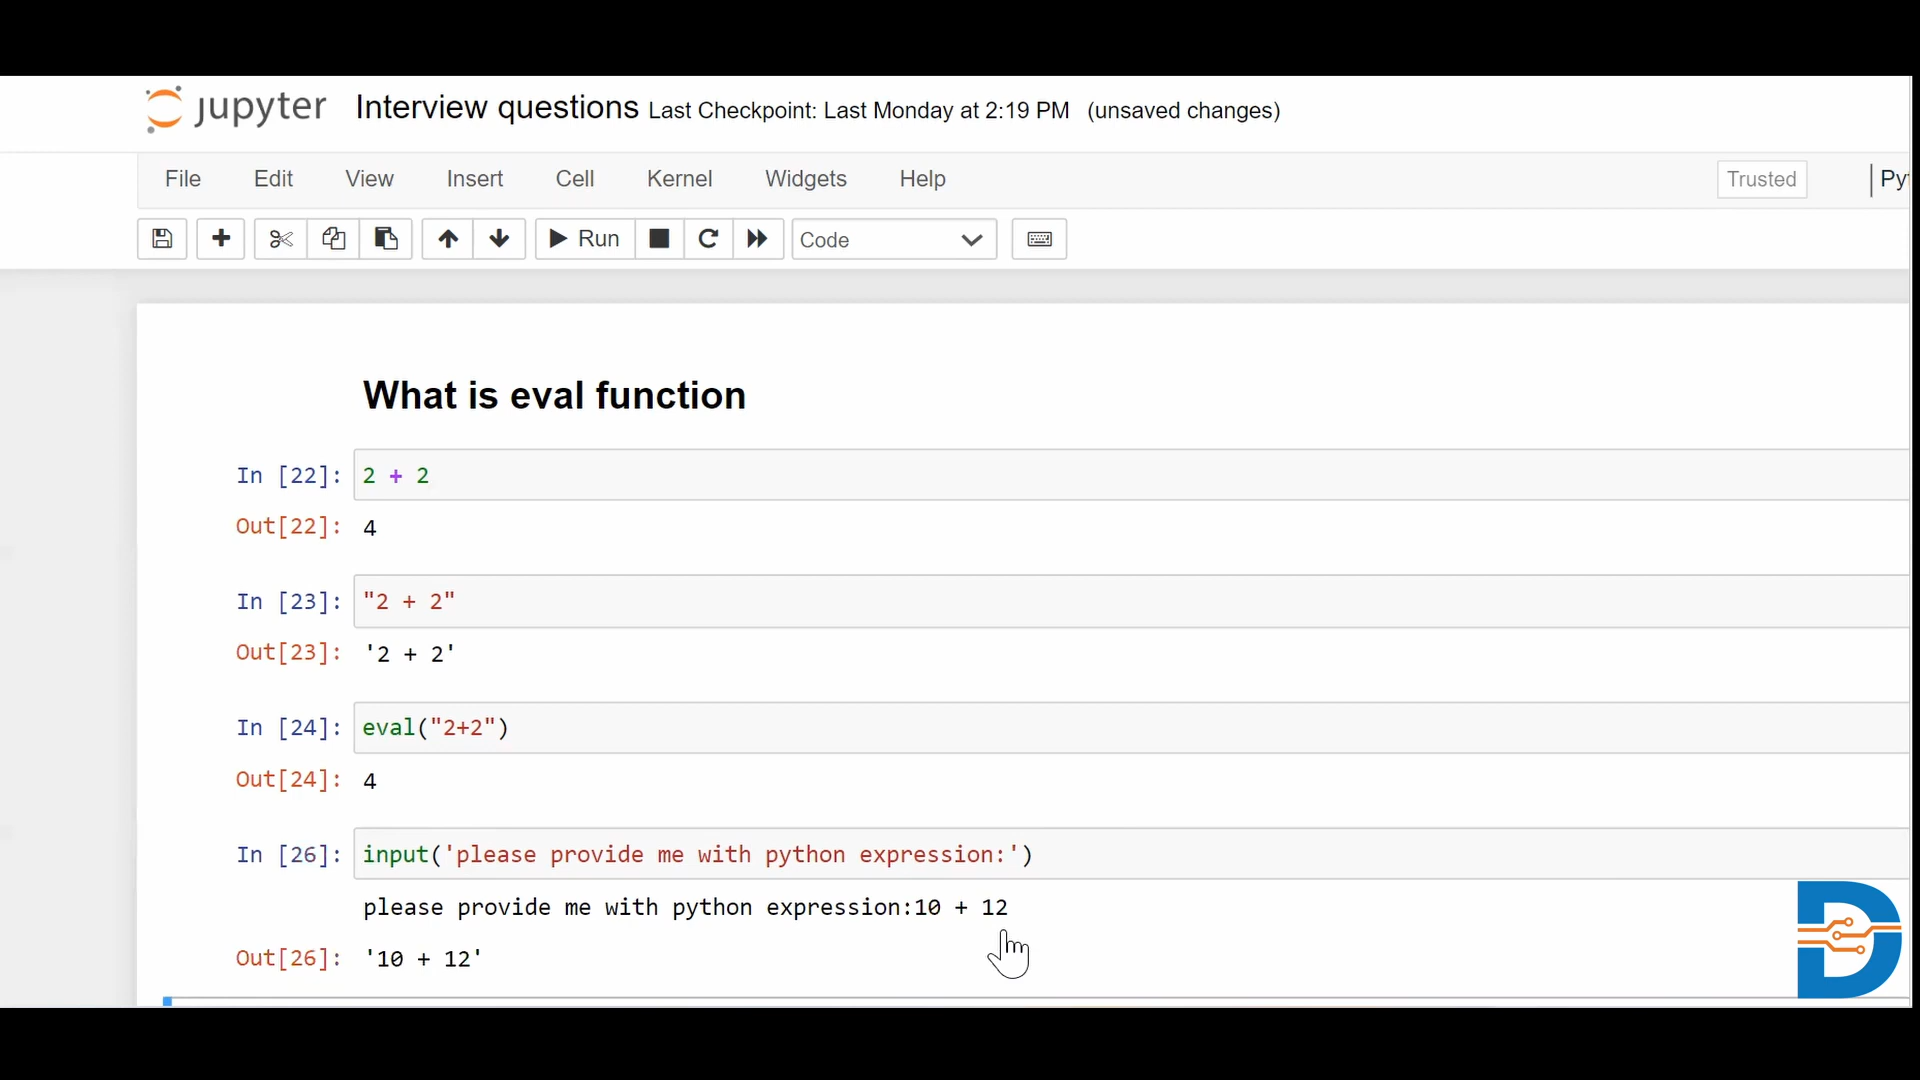 jupyter Interview questions Last Checkpoint: Last Monday at 2:19 PM (unsaved changes)
File Edit View Insert Cell Kernel Widgets Help Trusted Py
Run Code
What is eval function
In [22]: 2 + 2
Out[22]: 4
In [23]: "2 + 2"
Out[23]: '2 + 2'
In [24]: eval("2+2")
Out[24]: 4
In [26]: input('please provide me with python expression:')
please provide me with python expression:10 + 12
Out[26]: '10 + 12'
D